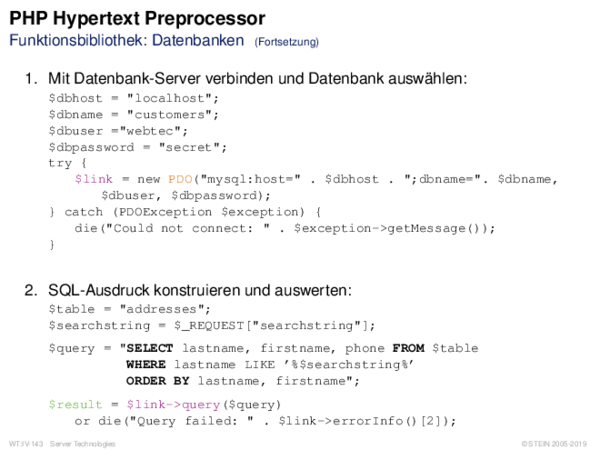 PHP Hypertext Preprocessor
Funktionsbibliothek: Datenbanken (Fortsetzung)
1. Mit Datenbank-Server verbinden und Datenbank auswählen:
$dbhost = "localhost";
$dbname = "customers";
$dbuser ="webtec";
$dbpassword = "secret";
try {
$link = new PDO("mysql:host=" . $dbhost . ";dbname=". $dbname,
$dbuser, $dbpassword);
} catch (PDOException $exception) {
die("Could not connect: " . $exception->getMessage());
}
2. SQL-Ausdruck konstruieren und auswerten:
$table = "addresses";
$searchstring = $_REQUEST["searchstring"];
$query = "SELECT lastname, firstname, phone FROM $table
WHERE lastname LIKE ’%$searchstring%’
ORDER BY lastname, firstname";
$result = $link->query($query)
or die("Query failed: " . $link->errorInfo()[2]);
WT:IV-143 Server Technologies © STEIN 2005-2019